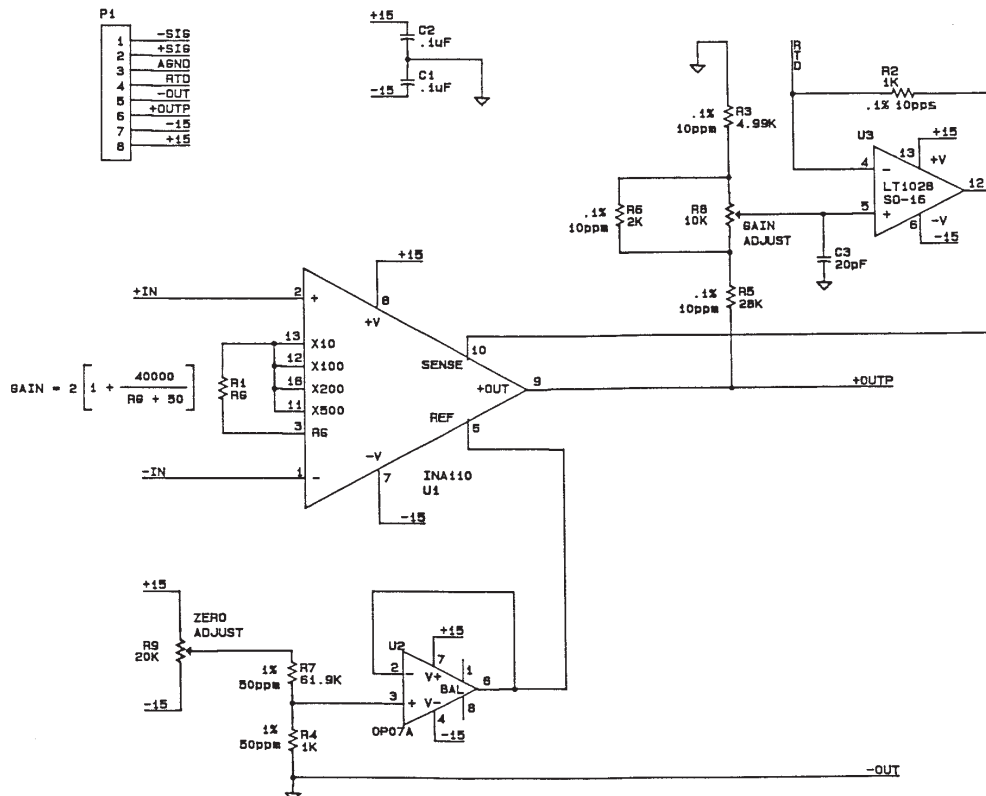 P1
1 -SIG
2 +SIG
3 AGND
4 RTD
5 -OUT
6 +OUTP
7 -15
8 +15
+15
C2
.1uF
C1
.1uF
-15
RTD
R2
1K
.1% 10pps
.1%
10ppm
R3
4.99K
U3
+15
13
+V
4
-
LT1028
SO-16
12
5
+
-V
6
-15
.1%
10ppm
R6
2K
R8
10K
GAIN
ADJUST
C3
20pF
.1%
10ppm
R5
28K
+15
8
+V
+IN
2
+
13
X10
12
X100
16
X200
11
X500
3
RG
R1
RG
GAIN = 2 [ 1 + 40000 / RG + 50 ]
10
SENSE
+OUT
9
+OUTP
REF
5
-IN
1
-
-V
7
-15
INA110
U1
+15
ZERO
ADJUST
R9
20K
-15
1%
50ppm
R7
61.9K
1%
50ppm
R4
1K
U2
+15
7
1
2
-
V+
BAL
6
3
+
V-
8
4
-15
OP07A
-OUT